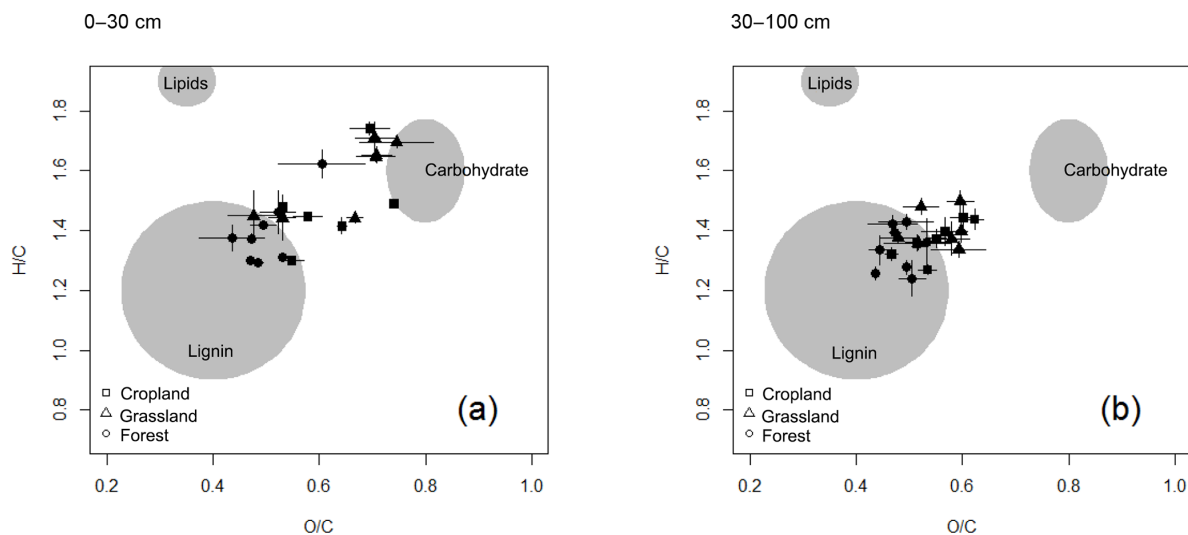 0–30 cm
30–100 cm
Lipids
Carbohydrate
Lignin
Cropland
Grassland
Forest
(a)
H/C
0.8
1.0
1.2
1.4
1.6
1.8
0.2
0.4
0.6
0.8
1.0
O/C
Lipids
Carbohydrate
Lignin
Cropland
Grassland
Forest
(b)
H/C
0.8
1.0
1.2
1.4
1.6
1.8
0.2
0.4
0.6
0.8
1.0
O/C